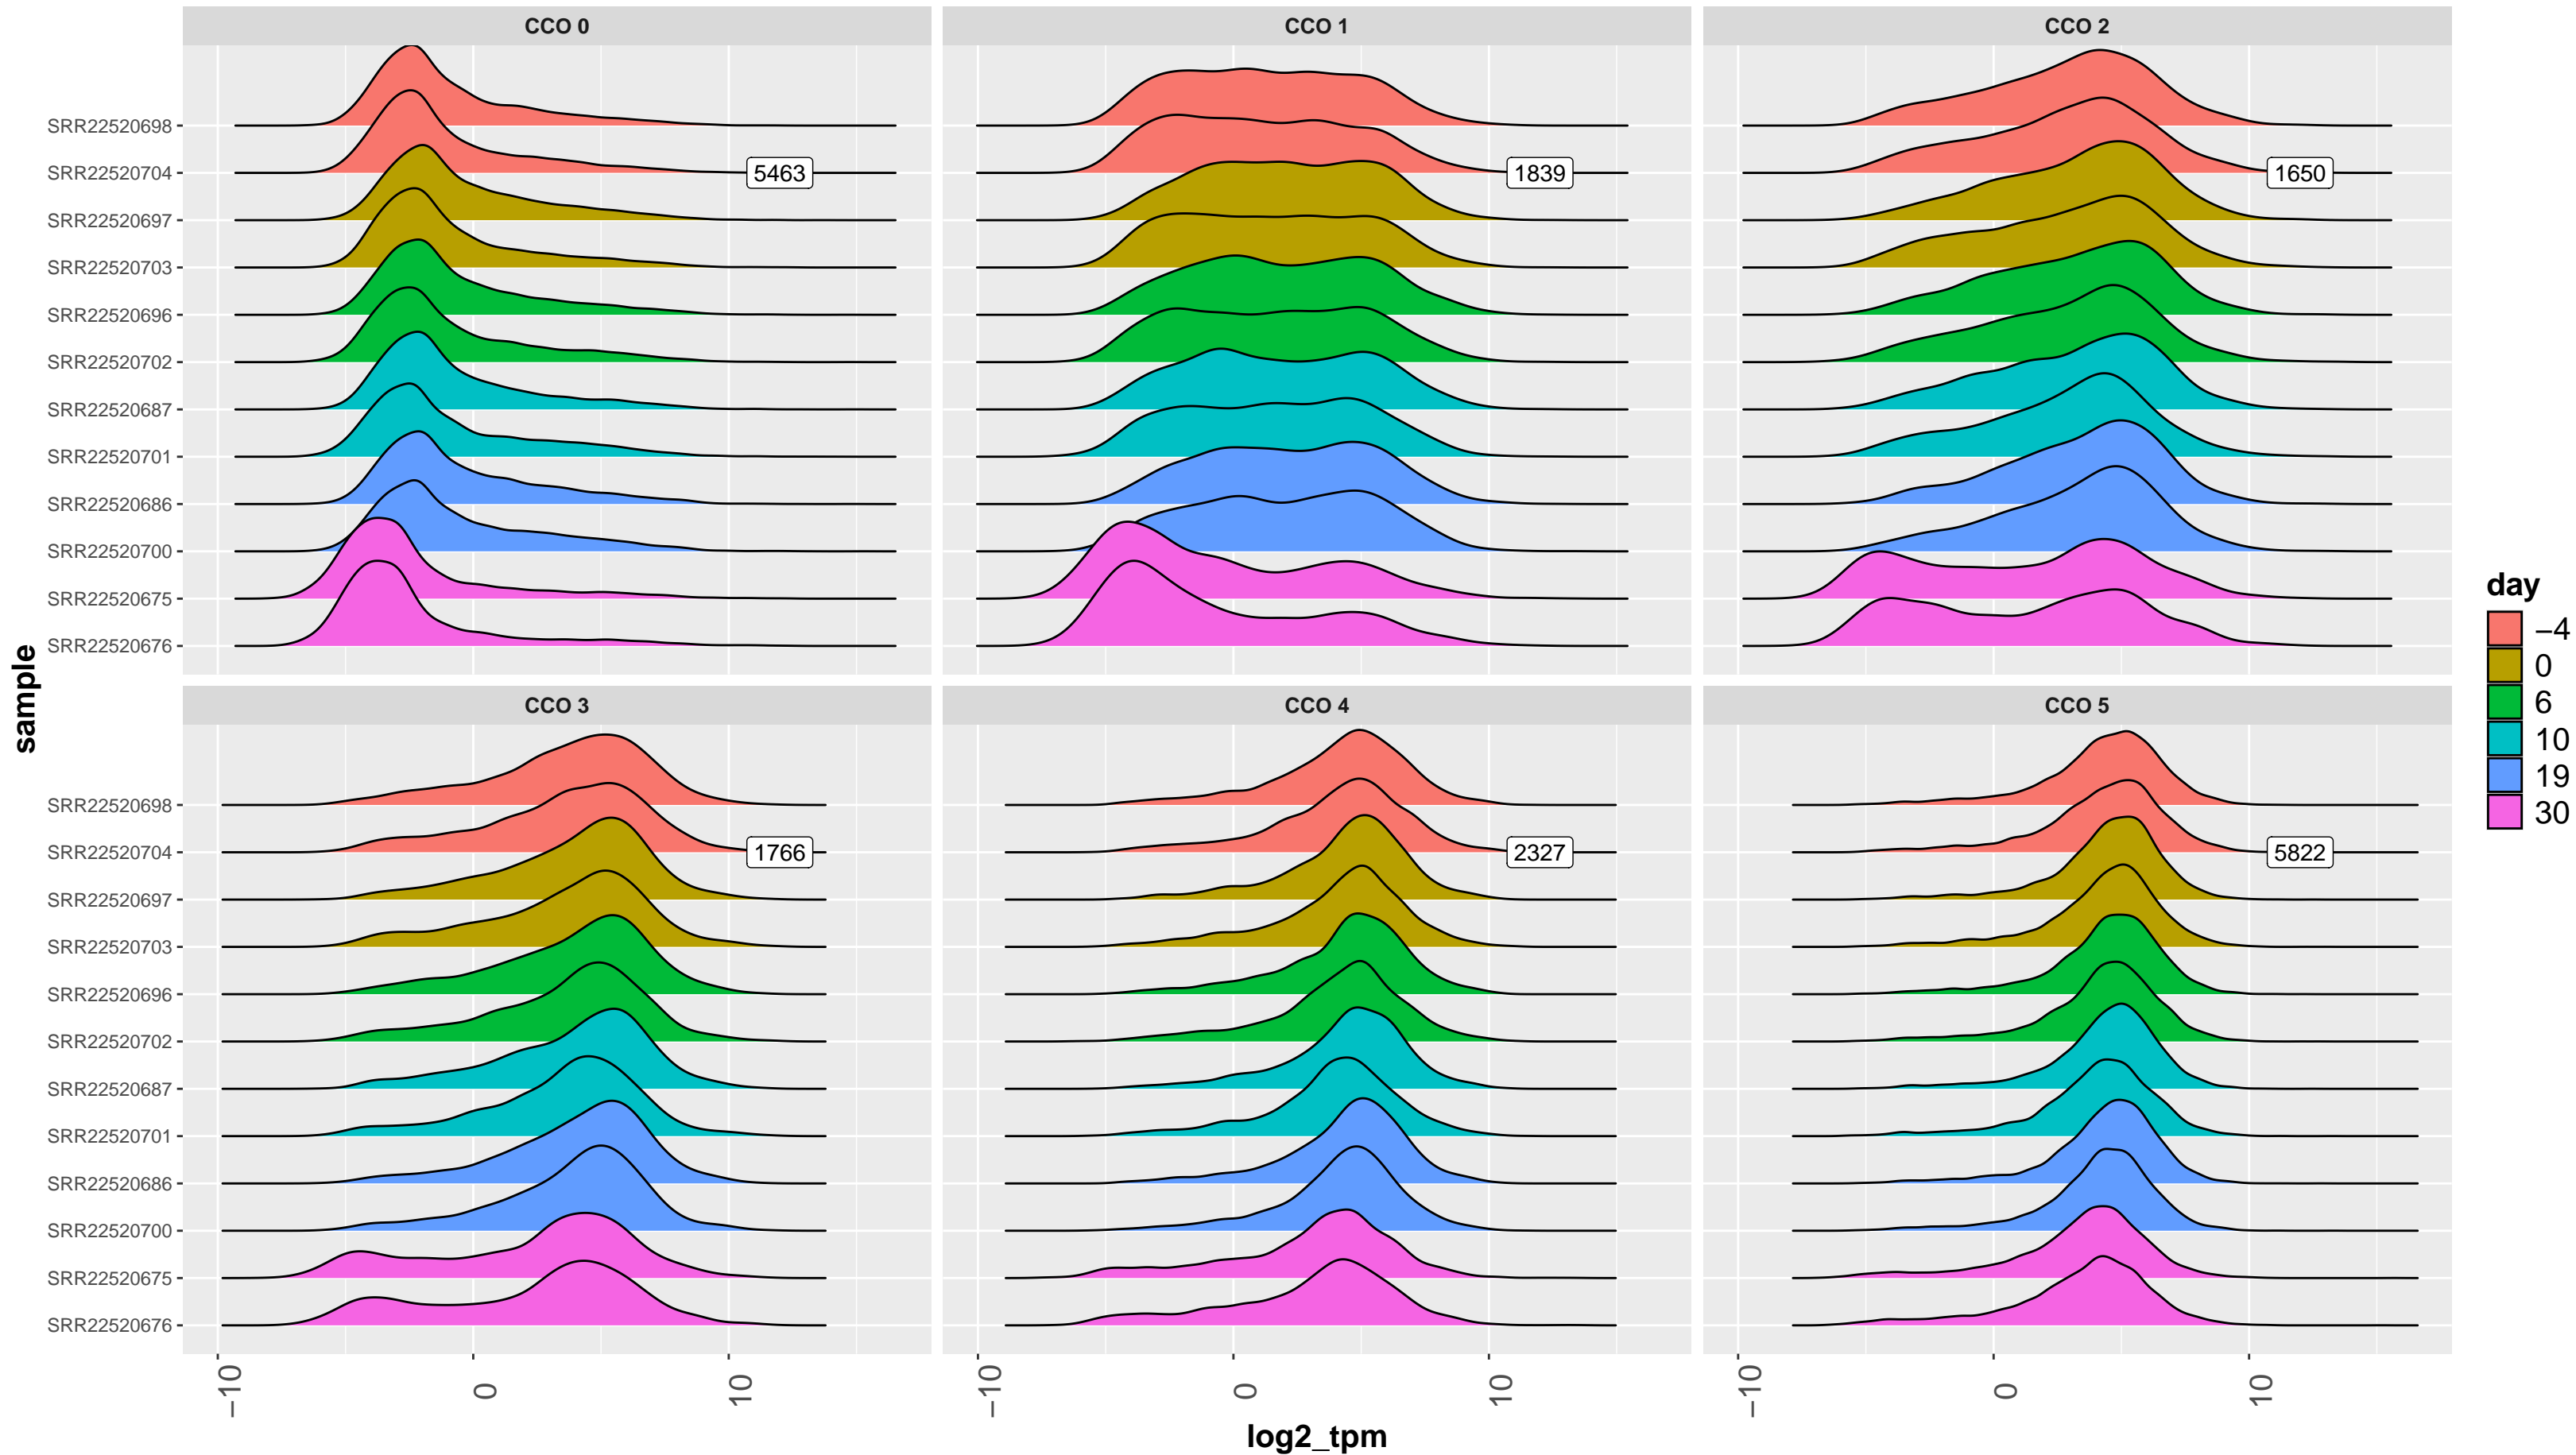 CCO 0
CCO 1
CCO 2
SRR22520698
SRR22520704
SRR22520697
SRR22520703
SRR22520696
SRR22520702
SRR22520687
SRR22520701
SRR22520686
SRR22520700
SRR22520675
SRR22520676
5463
1839
1650
CCO 3
CCO 4
CCO 5
SRR22520698
SRR22520704
SRR22520697
SRR22520703
SRR22520696
SRR22520702
SRR22520687
SRR22520701
SRR22520686
SRR22520700
SRR22520675
SRR22520676
1766
2327
5822
−10
0
10
−10
0
10
−10
0
10
log2_tpm
sample
day
−4
0
6
10
19
30